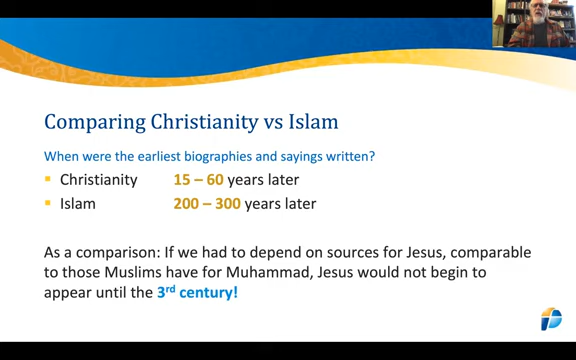 Comparing Christianity vs Islam
When were the earliest biographies and sayings written?
Christianity 15 – 60 years later
Islam 200 – 300 years later
As a comparison: If we had to depend on sources for Jesus, comparable
to those Muslims have for Muhammad, Jesus would not begin to
appear until the 3rd century!